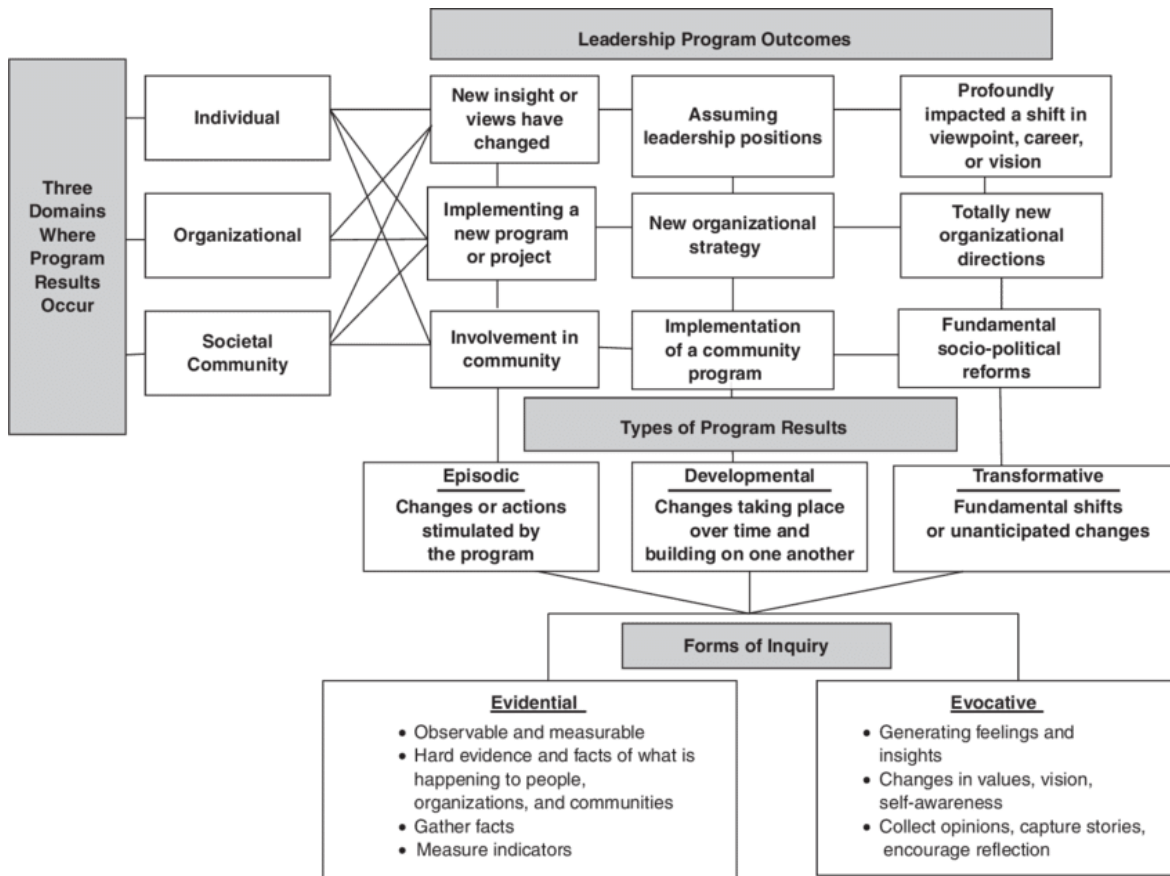 Leadership Program Outcomes
Three
Domains
Where
Program
Results
Occur
Individual
New insight or
views have
changed
Assuming
leadership positions
Profoundly
impacted a shift in
viewpoint, career,
or vision
Organizational
Implementing a
new program
or project
New organizational
strategy
Totally new
organizational
directions
Societal
Community
Involvement in
community
Implementation
of a community
program
Fundamental
socio-political
reforms
Types of Program Results
Episodic
Changes or actions
stimulated by
the program
Developmental
Changes taking place
over time and
building on one another
Transformative
Fundamental shifts
or unanticipated changes
Forms of Inquiry
Evidential
• Observable and measurable
• Hard evidence and facts of what is
happening to people,
organizations, and communities
• Gather facts
• Measure indicators
Evocative
• Generating feelings and
insights
• Changes in values, vision,
self-awareness
• Collect opinions, capture stories,
encourage reflection